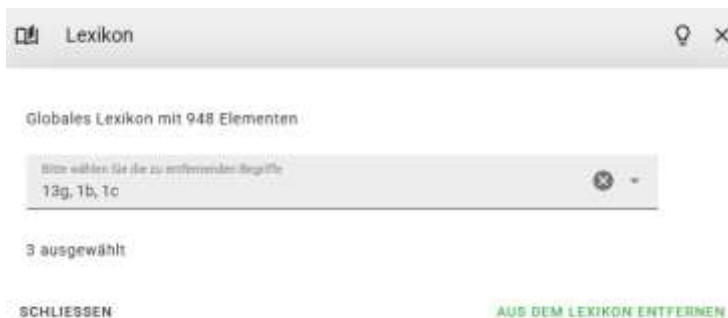 Lexikon
Globales Lexikon mit 948 Elementen
Bitte wählen Sie die zu entfernenden Begriffe
13g, 1b, 1c
3 ausgewählt
SCHLIESSEN
AUS DEM LEXIKON ENTFERNEN